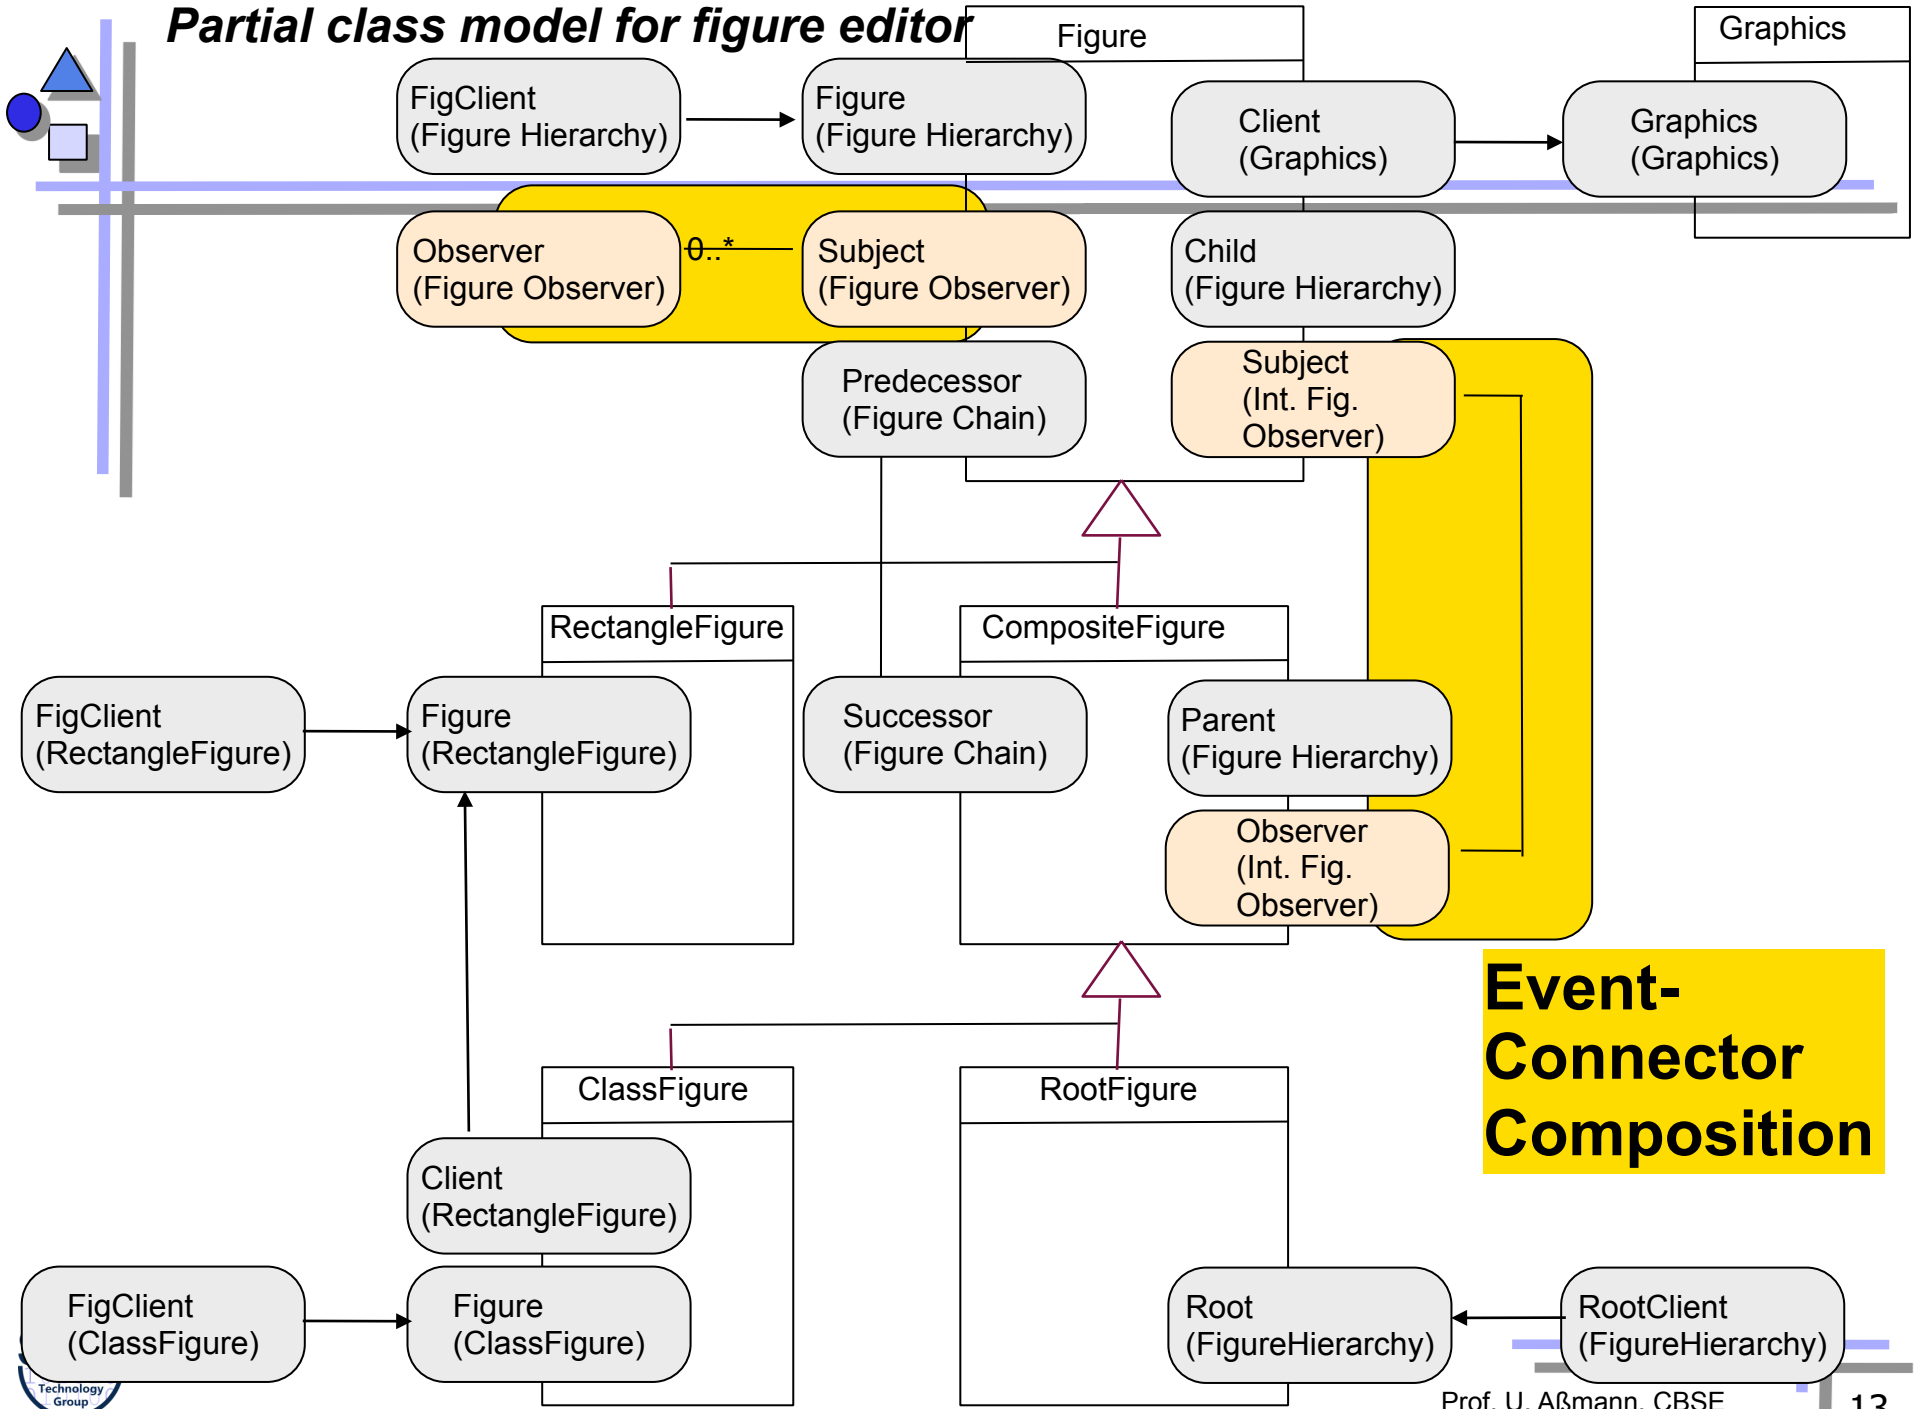 Partial class model for figure editor
Figure
Graphics
FigClient
(Figure Hierarchy)
Figure
(Figure Hierarchy)
Client
(Graphics)
Graphics
(Graphics)
Observer
(Figure Observer)
0..*
Subject
(Figure Observer)
Child
(Figure Hierarchy)
Predecessor
(Figure Chain)
Subject
(Int. Fig.
Observer)
RectangleFigure
CompositeFigure
FigClient
(RectangleFigure)
Figure
(RectangleFigure)
Successor
(Figure Chain)
Parent
(Figure Hierarchy)
Observer
(Int. Fig.
Observer)
Event-
Connector
Composition
ClassFigure
RootFigure
Client
(RectangleFigure)
FigClient
(ClassFigure)
Figure
(ClassFigure)
Root
(FigureHierarchy)
RootClient
(FigureHierarchy)
Technology
Group
Prof. U. Aßmann, CBSE
13